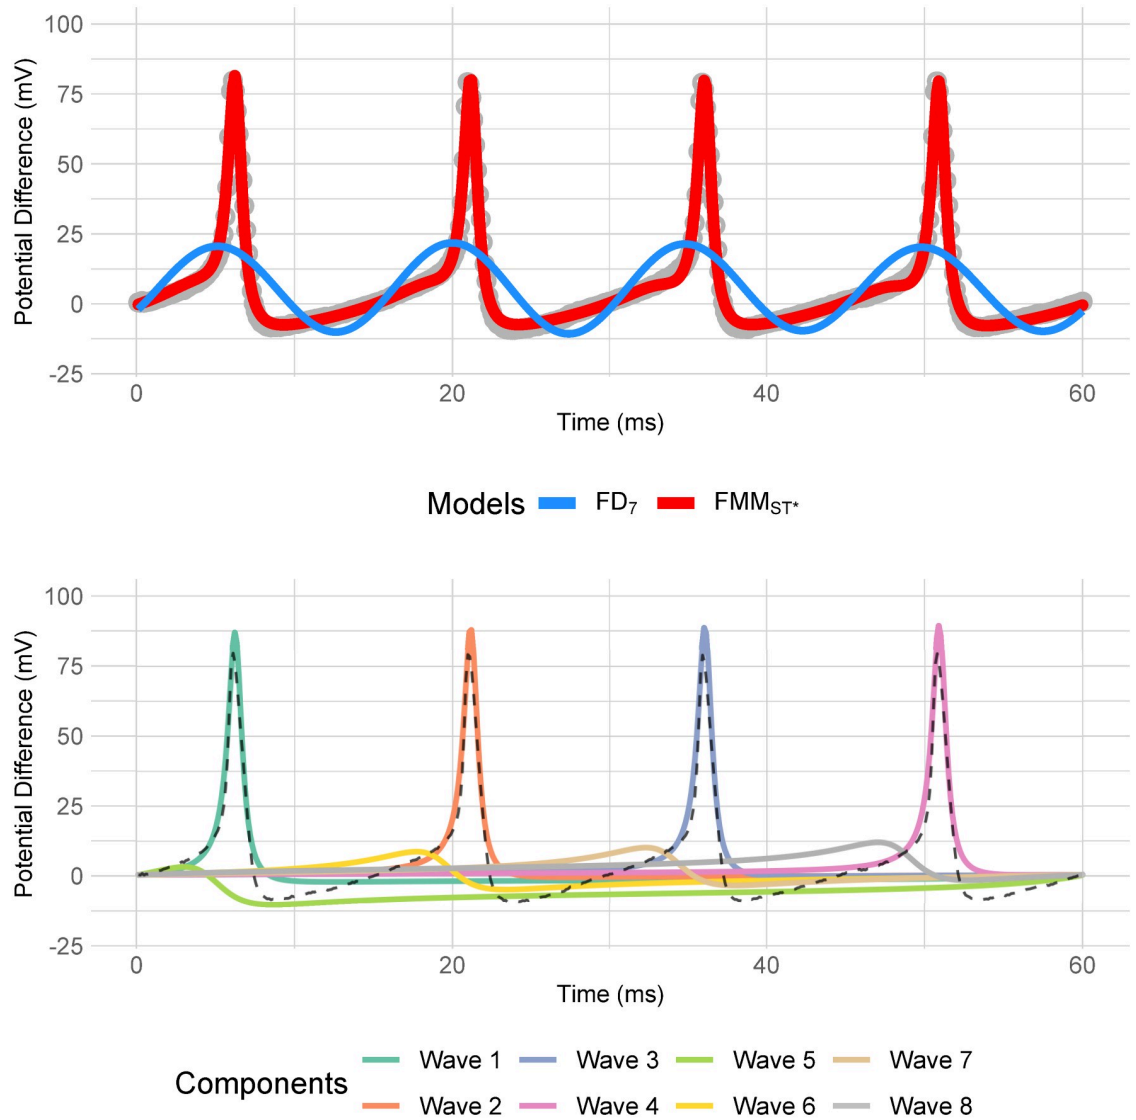 100
75
50
25
0
-25
Potential Difference (mV)
0 20 40 60
Time (ms)
Models FD7 FMMST*
100
75
50
25
0
-25
Potential Difference (mV)
0 20 40 60
Time (ms)
Components
Wave 1 Wave 3 Wave 5 Wave 7
Wave 2 Wave 4 Wave 6 Wave 8